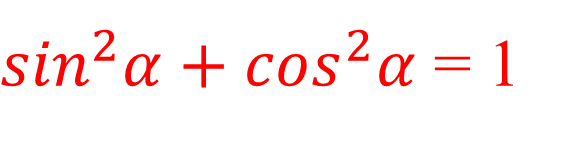 sin²α + cos²α = 1